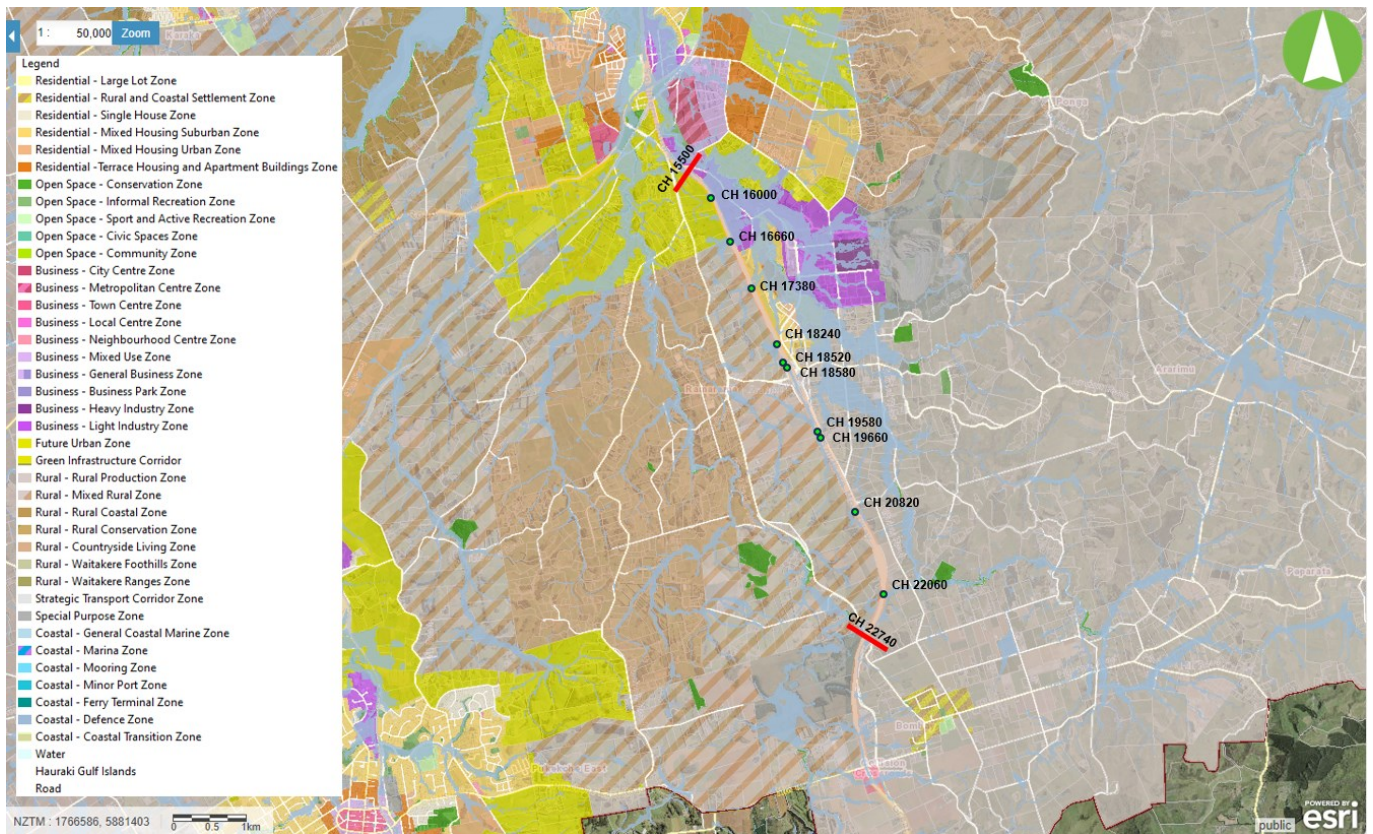 Karaka
1 : 50,000 Zoom
Legend
Residential - Large Lot Zone
Residential - Rural and Coastal Settlement Zone
Residential - Single House Zone
Residential - Mixed Housing Suburban Zone
Residential - Mixed Housing Urban Zone
Residential -Terrace Housing and Apartment Buildings Zone
Open Space - Conservation Zone
Open Space - Informal Recreation Zone
Open Space - Sport and Active Recreation Zone
Open Space - Civic Spaces Zone
Open Space - Community Zone
Business - City Centre Zone
Business - Metropolitan Centre Zone
Business - Town Centre Zone
Business - Local Centre Zone
Business - Neighbourhood Centre Zone
Business - Mixed Use Zone
Business - General Business Zone
Business - Business Park Zone
Business - Heavy Industry Zone
Business - Light Industry Zone
Future Urban Zone
Green Infrastructure Corridor
Rural - Rural Production Zone
Rural - Mixed Rural Zone
Rural - Rural Coastal Zone
Rural - Rural Conservation Zone
Rural - Countryside Living Zone
Rural - Waitakere Foothills Zone
Rural - Waitakere Ranges Zone
Strategic Transport Corridor Zone
Special Purpose Zone
Coastal - General Coastal Marine Zone
Coastal - Marina Zone
Coastal - Mooring Zone
Coastal - Minor Port Zone
Coastal - Ferry Terminal Zone
Coastal - Defence Zone
Coastal - Coastal Transition Zone
Water
Hauraki Gulf Islands
Road
CH 15500
CH 16000
CH 16660
CH 17380
CH 18240
CH 18520
CH 18580
CH 19580
CH 19660
CH 20820
CH 22060
CH 22740
Ararimu
Pukekohe East
NZTM : 1766586, 5881403
0 0.5 1km
public
POWERED BY
esri